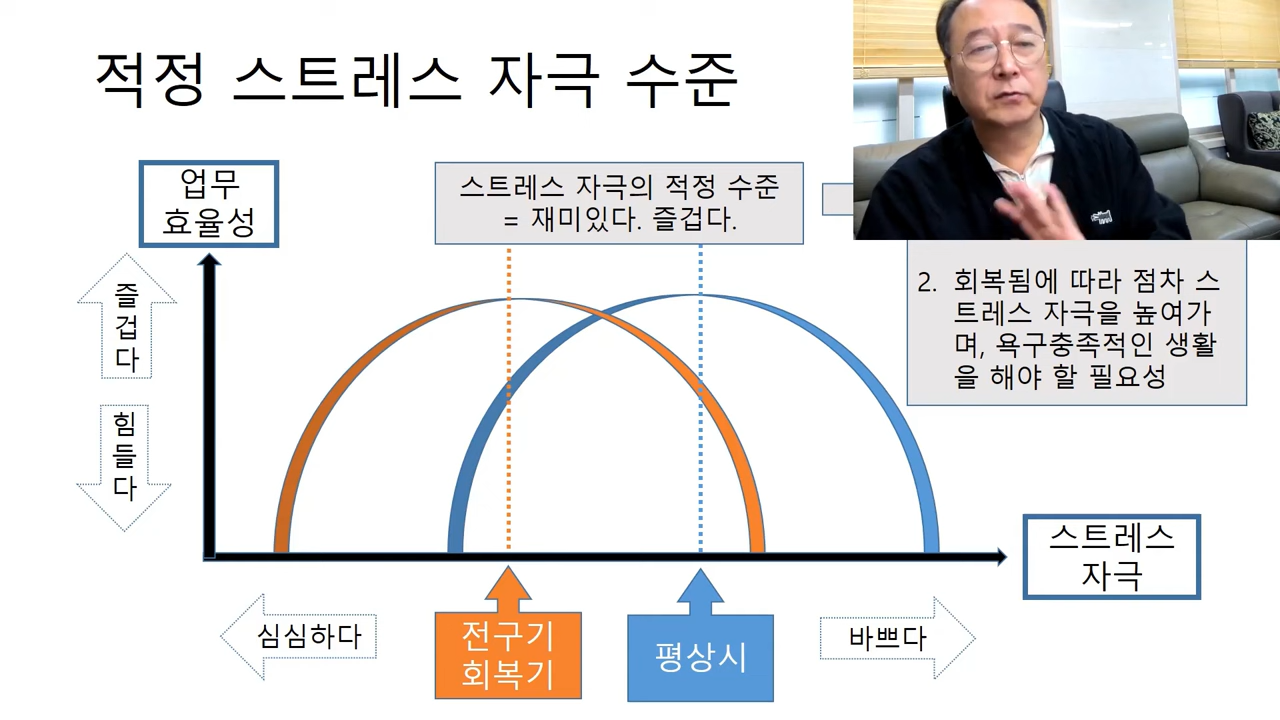 적정 스트레스 자극 수준
업무
효율성
스트레스 자극의 적정 수준
= 재미있다. 즐겁다.
2. 회복됨에 따라 점차 스
트레스 자극을 높여가
며, 욕구충족적인 생활
을 해야 할 필요성
즐
겁
다
힘
들
다
스트레스
자극
심심하다
전구기
회복기
평상시
바쁘다